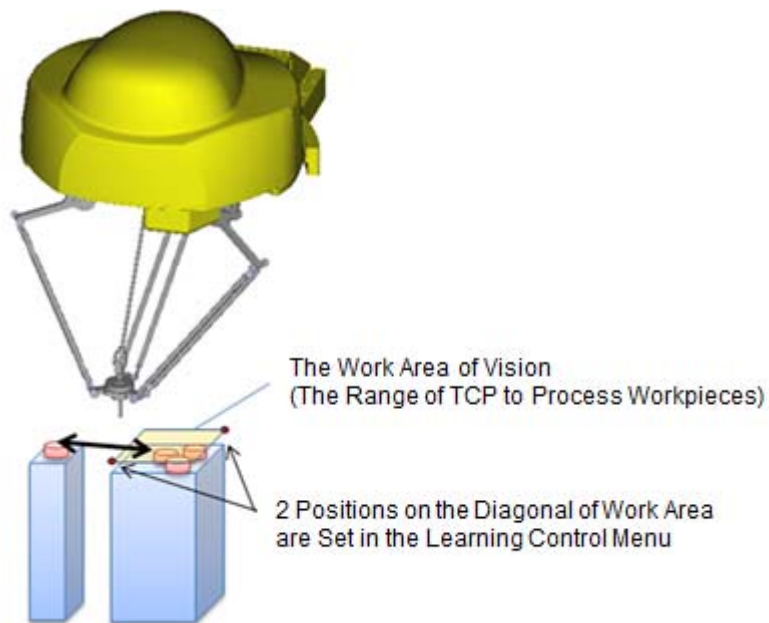 The Work Area of Vision
(The Range of TCP to Process Workpieces)
2 Positions on the Diagonal of Work Area
are Set in the Learning Control Menu